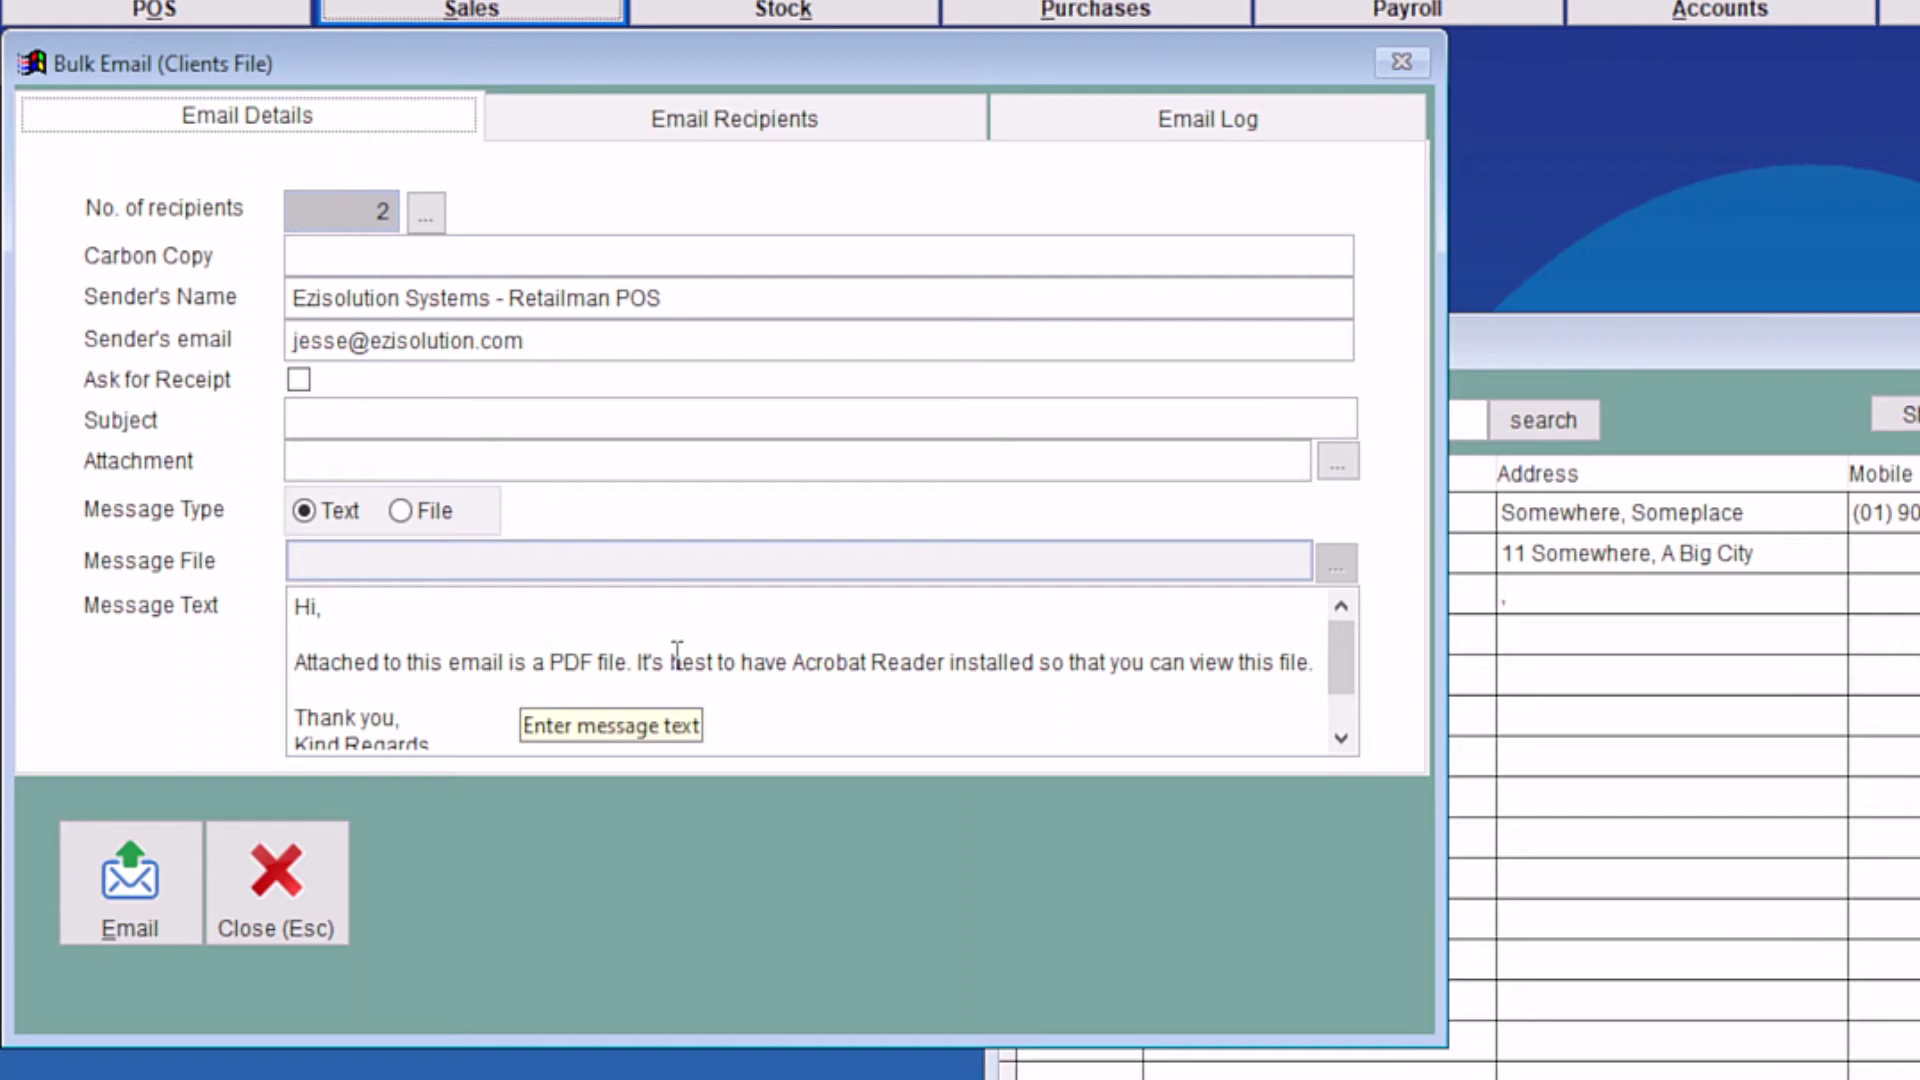 POS Sales Stock Purchases Payroll Accounts
Bulk Email (Clients File)
Email Details Email Recipients Email Log
No. of recipients 2 ...
Carbon Copy
Sender's Name Ezisolution Systems - Retailman POS
Sender's email jesse@ezisolution.com
Ask for Receipt
Subject
search
Attachment ...
Address Mobile
Message Type Text File
Somewhere, Someplace (01) 90
11 Somewhere, A Big City
Message File ...
,
Message Text Hi,
Attached to this email is a PDF file. It's best to have Acrobat Reader installed so that you can view this file.
Thank you,
Enter message text
Kind Regards
Email Close (Esc)